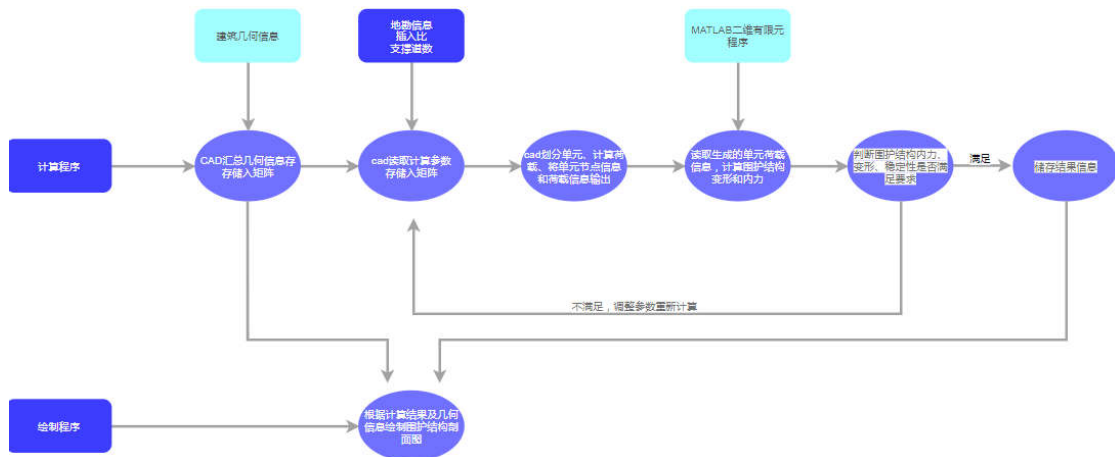 建筑几何信息
地勘信息
插入比
支撑道数
MATLAB二维有限元
程序
计算程序
CAD汇总几何信息存
存储入矩阵
cad读取计算参数
存储入矩阵
cad划分单元、计算荷
载、将单元节点信息
和荷载信息输出
读取生成的单元荷载
信息，计算围护结构
变形和内力
判断围护结构内力、
变形、稳定性是否满
足要求
满足
储存结果信息
不满足，调整参数重新计算
绘制程序
根据计算结果及几何
信息绘制围护结构剖
面图